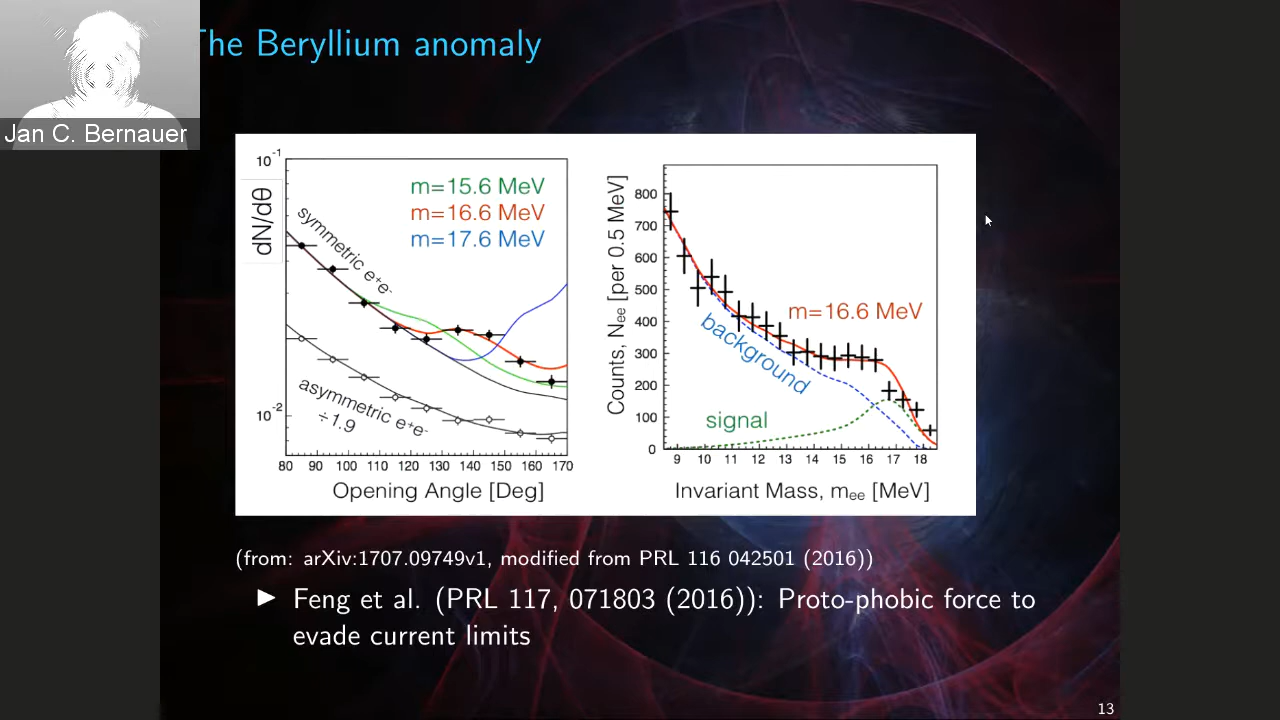 The Beryllium anomaly
Jan C. Bernauer
10⁻¹
dN/dθ
10⁻²
m=15.6 MeV
m=16.6 MeV
m=17.6 MeV
symmetric e⁺e⁻
asymmetric e⁺e⁻
÷1.9
80 90 100 110 120 130 140 150 160 170
Opening Angle [Deg]
Counts, Nₑₑ [per 0.5 MeV]
800
700
600
500
400
300
200
100
0
m=16.6 MeV
background
signal
9 10 11 12 13 14 15 16 17 18
Invariant Mass, mₑₑ [MeV]
(from: arXiv:1707.09749v1, modified from PRL 116 042501 (2016))
► Feng et al. (PRL 117, 071803 (2016)): Proto-phobic force to
evade current limits
13